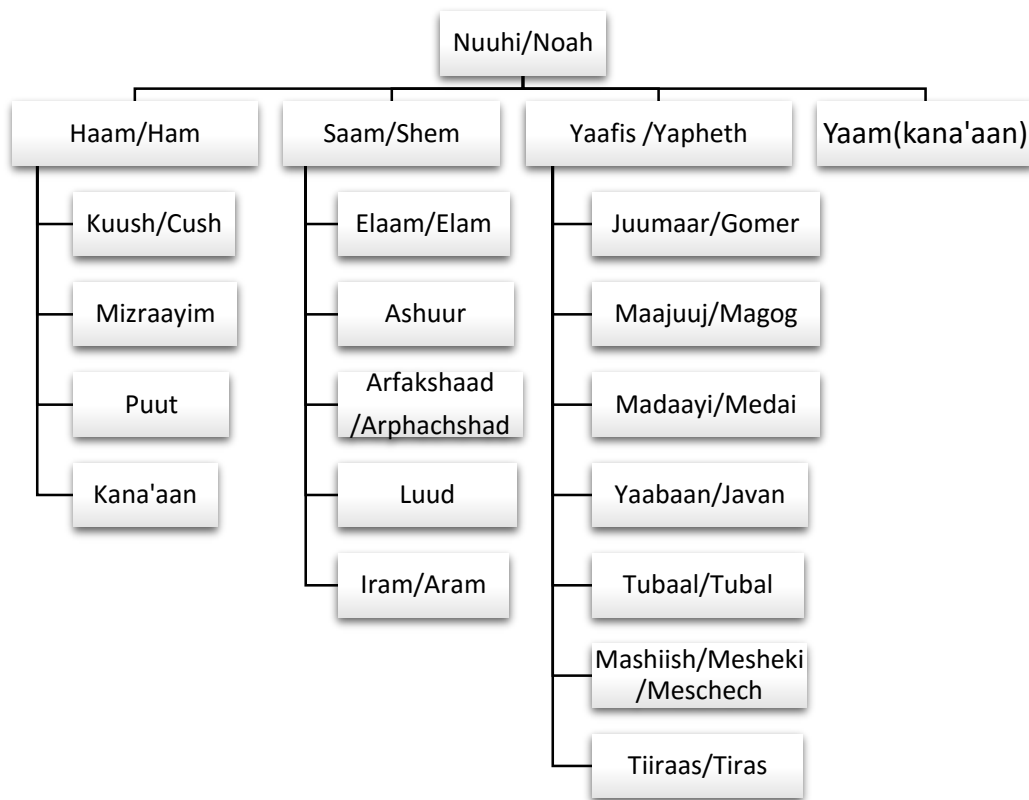 Nuuhi/Noah
Haam/Ham
Saam/Shem
Yaafis /Yapheth
Yaam(kana'aan)
Kuush/Cush
Mizraayim
Puut
Kana'aan
Elaam/Elam
Ashuur
Arfakshaad
/Arphachshad
Luud
Iram/Aram
Juumaar/Gomer
Maajuuj/Magog
Madaayi/Medai
Yaabaan/Javan
Tubaal/Tubal
Mashiish/Mesheki
/Meschech
Tiiraas/Tiras